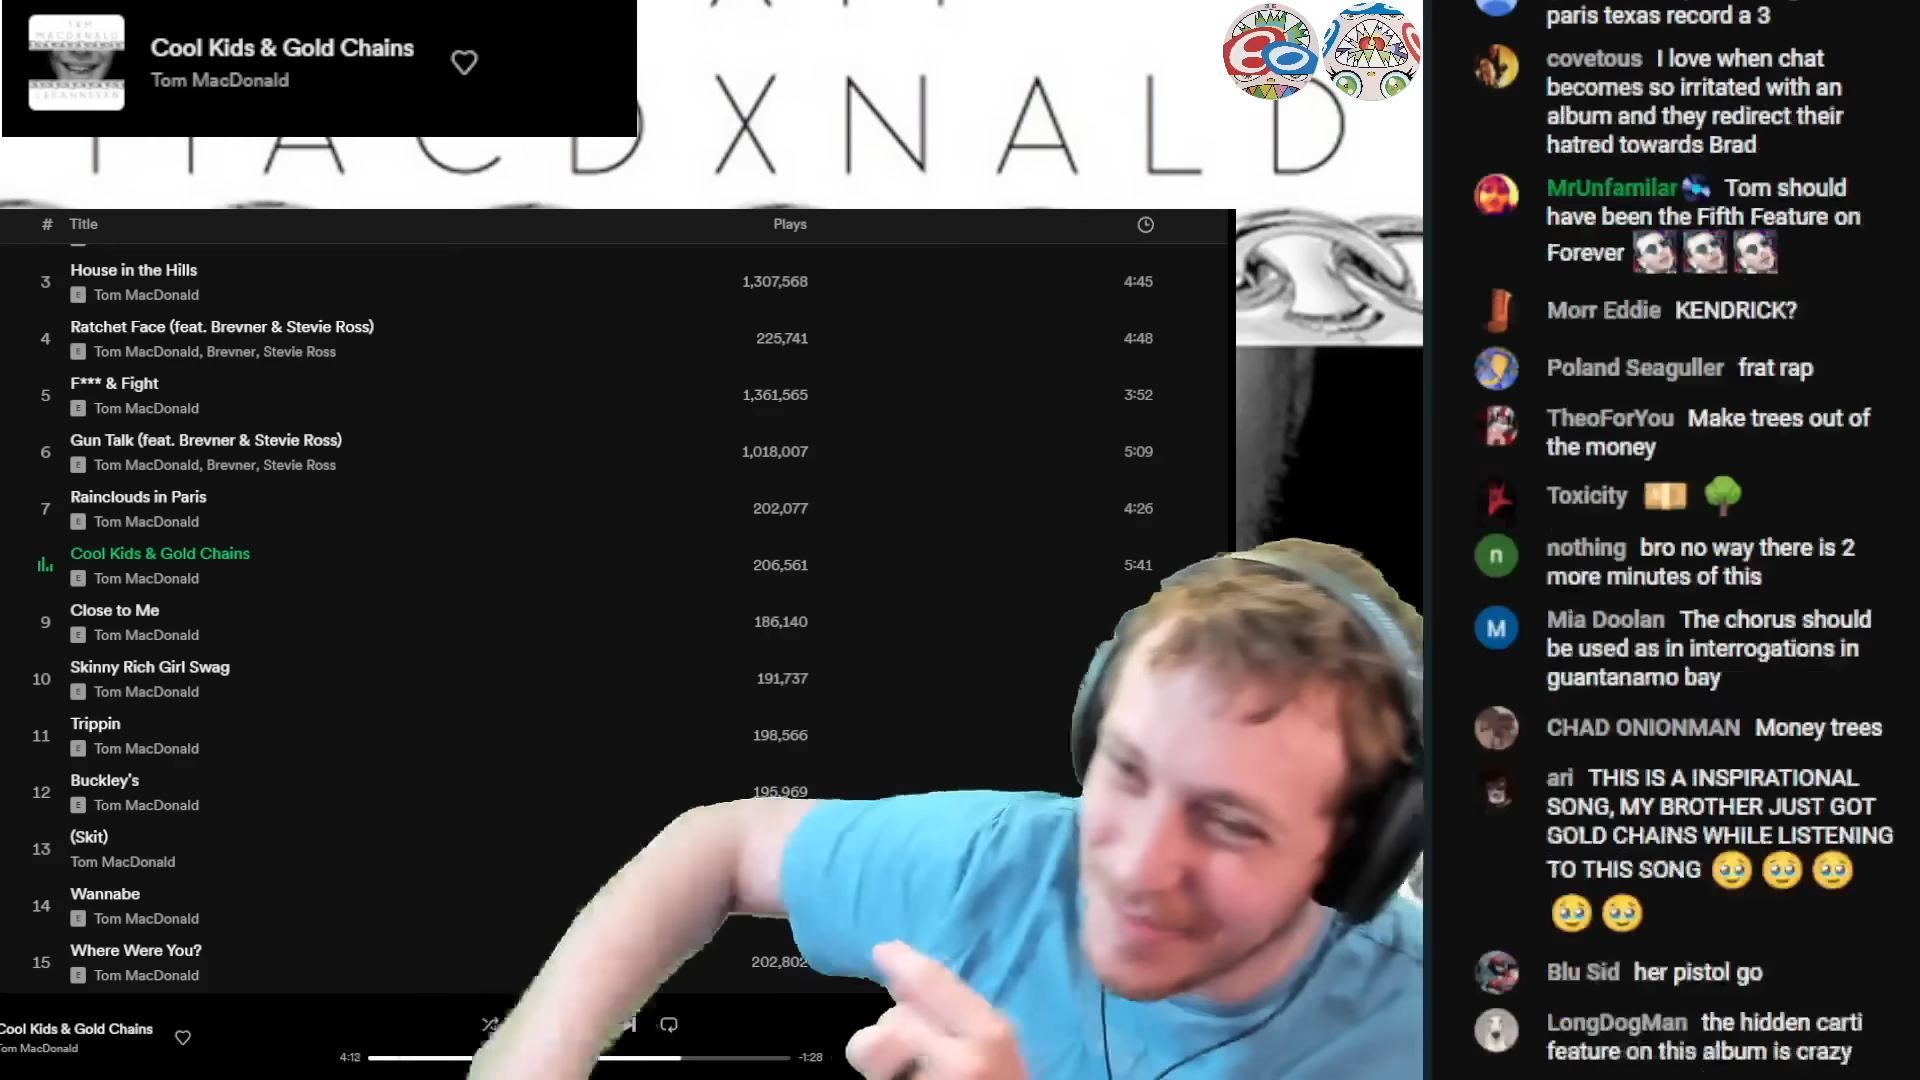 TXM
MACDXNALD
LEGANNSEEN
Cool Kids & Gold Chains
Tom MacDonald
MACDXNALD
# Title Plays
3 House in the Hills 1,307,568 4:45
E Tom MacDonald
4 Ratchet Face (feat. Brevner & Stevie Ross) 225,741 4:48
E Tom MacDonald, Brevner, Stevie Ross
5 F*** & Fight 1,361,565 3:52
E Tom MacDonald
6 Gun Talk (feat. Brevner & Stevie Ross) 1,018,007 5:09
E Tom MacDonald, Brevner, Stevie Ross
7 Rainclouds in Paris 202,077 4:26
E Tom MacDonald
Cool Kids & Gold Chains 206,561 5:41
E Tom MacDonald
9 Close to Me 186,140
E Tom MacDonald
10 Skinny Rich Girl Swag 191,737
E Tom MacDonald
11 Trippin 198,566
E Tom MacDonald
12 Buckley's 195,969
E Tom MacDonald
13 (Skit)
Tom MacDonald
14 Wannabe
E Tom MacDonald
15 Where Were You? 202,802
E Tom MacDonald
Cool Kids & Gold Chains
Tom MacDonald
4:12 -1:28
paris texas record a 3
covetous I love when chat
becomes so irritated with an
album and they redirect their
hatred towards Brad
MrUnfamilar Tom should
have been the Fifth Feature on
Forever
Morr Eddie KENDRICK?
Poland Seaguller frat rap
TheoForYou Make trees out of
the money
Toxicity
n nothing bro no way there is 2
more minutes of this
M Mia Doolan The chorus should
be used as in interrogations in
guantanamo bay
CHAD ONIONMAN Money trees
ari THIS IS A INSPIRATIONAL
SONG, MY BROTHER JUST GOT
GOLD CHAINS WHILE LISTENING
TO THIS SONG
Blu Sid her pistol go
LongDogMan the hidden carti
feature on this album is crazy